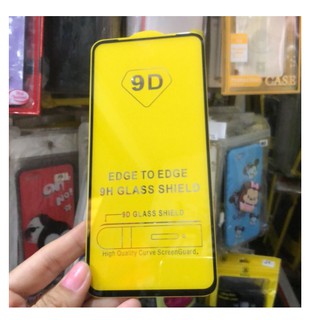 9D
EDGE TO EDGE
9H GLASS SHIELD
9D GLASS SHIELD
High Quality Curve ScreenGuard,
CASE